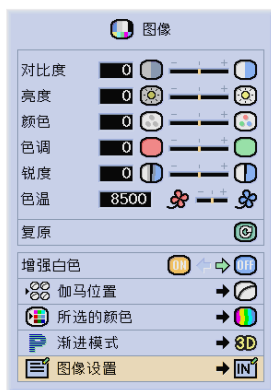 图像
对比度 0
亮度 0
颜色 0
色调 0
锐度 0
色温 8500
复原
增强白色 ON OFF
伽马位置
所选的颜色
渐进模式 3D
图像设置 IN